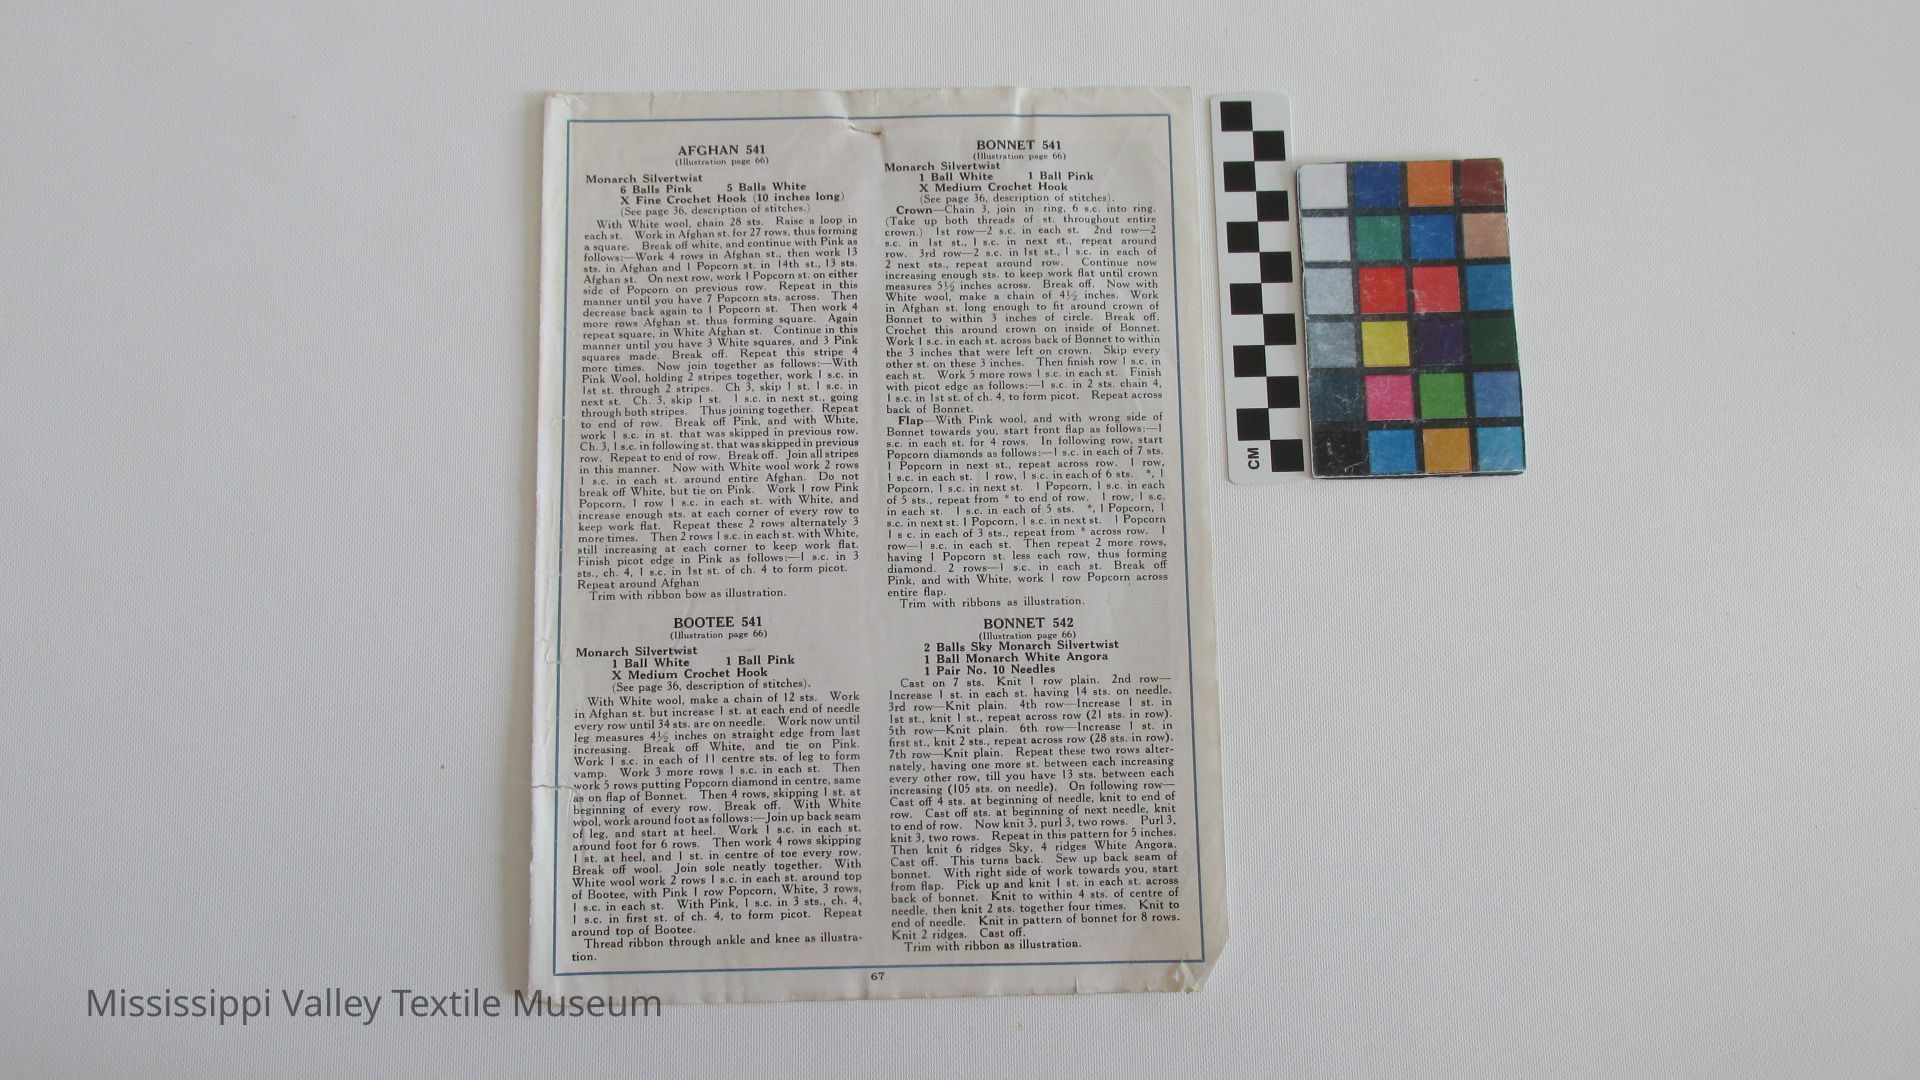 AFGHAN 541
(Illustration page 66)
Monarch Silvertwist
6 Balls Pink 5 Balls White
X Fine Crochet Hook (10 inches long)
(See page 36, description of stitches.)
With White wool, chain 28 sts. Raise a loop in
each st. Work in Afghan st. for 27 rows, thus forming
a square. Break off white, and continue with Pink as
follows:—Work 4 rows in Afghan st., then work 13
sts. in Afghan and 1 Popcorn st. in 14th st., 13 sts.
Afghan st. On next row, work 1 Popcorn st. on either
side of Popcorn on previous row. Repeat in this
manner until you have 7 Popcorn sts. across. Then
decrease back again to 1 Popcorn st. Then work 4
more rows Afghan st. thus forming square. Again
repeat square, in White Afghan st. Continue in this
manner until you have 3 White squares, and 3 Pink
squares made. Break off. Repeat this stripe 4
more times. Now join together as follows:—With
Pink Wool, holding 2 stripes together, work 1 s.c. in
1st st. through 2 stripes. Ch 3, skip 1 st. 1 s.c. in
next st. Ch. 3, skip 1 st. 1 s.c. in next st., going
through both stripes. Thus joining together. Repeat
to end of row. Break off Pink, and with White,
work 1 s.c. in st. that was skipped in previous row.
Ch. 3, 1 s.c. in following st. that was skipped in previous
row. Repeat to end of row. Break off. Join all stripes
in this manner. Now with White wool work 2 rows
1 s.c. in each st. around entire Afghan. Do not
break off White, but tie on Pink. Work 1 row Pink
Popcorn, 1 row 1 s.c. in each st. with White, and
increase enough sts. at each corner of every row to
keep work flat. Repeat these 2 rows alternately 3
more times. Then 2 rows 1 s.c. in each st. with White,
still increasing at each corner to keep work flat.
Finish picot edge in Pink as follows:—1 s.c. in 3
sts., ch. 4, 1 s.c. in 1st st. of ch. 4 to form picot.
Repeat around Afghan
Trim with ribbon bow as illustration.
BOOTEE 541
(Illustration page 66)
Monarch Silvertwist
1 Ball White 1 Ball Pink
X Medium Crochet Hook
(See page 36, description of stitches).
With White wool, make a chain of 12 sts. Work
in Afghan st. but increase 1 st. at each end of needle
every row until 34 sts. are on needle. Work now until
leg measures 4½ inches on straight edge from last
increasing. Break off White, and tie on Pink.
Work 1 s.c. in each of 11 centre sts. of leg to form
vamp. Work 3 more rows 1 s.c. in each st. Then
work 5 rows putting Popcorn diamond in centre, same
as on flap of Bonnet. Then 4 rows, skipping 1 st. at
beginning of every row. Break off. With White
wool, work around foot as follows:—Join up back seam
of leg, and start at heel. Work 1 s.c. in each st.
around foot for 6 rows. Then work 4 rows skipping
1 st. at heel, and 1 st. in centre of toe every row.
Break off wool. Join sole neatly together. With
White wool work 2 rows 1 s.c. in each st. around top
of Bootee, with Pink 1 row Popcorn, White, 3 rows,
1 s.c. in each st. With Pink, 1 s.c. in 3 sts., ch. 4,
1 s.c. in first st. of ch. 4, to form picot. Repeat
around top of Bootee.
Thread ribbon through ankle and knee as illustra-
tion.
BONNET 541
(Illustration page 66)
Monarch Silvertwist
1 Ball White 1 Ball Pink
X Medium Crochet Hook
(See page 36, description of stitches).
Crown—Chain 3, join in ring, 6 s.c. into ring.
(Take up both threads of st. throughout entire
crown.) 1st row—2 s.c. in each st. 2nd row—2
s.c. in 1st st., 1 s.c. in next st., repeat around
row. 3rd row—2 s.c. in 1st st., 1 s.c. in each of
2 next sts., repeat around row. Continue now
increasing enough sts. to keep work flat until crown
measures 5½ inches across. Break off. Now with
White wool, make a chain of 4½ inches. Work
in Afghan st. long enough to fit around crown of
Bonnet to within 3 inches of circle. Break off.
Crochet this around crown on inside of Bonnet.
Work 1 s.c. in each st. across back of Bonnet to within
the 3 inches that were left on crown. Skip every
other st. on these 3 inches. Then finish row 1 s.c. in
each st. Work 5 more rows 1 s.c. in each st. Finish
with picot edge as follows:—1 s.c. in 2 sts. chain 4,
1 s.c. in 1st st. of ch. 4, to form picot. Repeat across
back of Bonnet.
Flap—With Pink wool, and with wrong side of
Bonnet towards you, start front flap as follows:—1
s.c. in each st. for 4 rows. In following row, start
Popcorn diamonds as follows:—1 s.c. in each of 7 sts.
1 Popcorn in next st., repeat across row. 1 row,
1 s.c. in each st. 1 row, 1 s.c. in each of 6 sts. *, 1
Popcorn, 1 s.c. in next st. 1 Popcorn, 1 s.c. in each
of 5 sts., repeat from * to end of row. 1 row, 1 s.c.
in each st. 1 s.c. in each of 5 sts. *, 1 Popcorn, 1
s.c. in next st. 1 Popcorn, 1 s.c. in next st. 1 Popcorn
1 s c. in each of 3 sts., repeat from * across row. 1
row—1 s.c. in each st. Then repeat 2 more rows,
having 1 Popcorn st. less each row, thus forming
diamond. 2 rows—1 s.c. in each st. Break off
Pink, and with White, work 1 row Popcorn across
entire flap.
Trim with ribbons as illustration.
BONNET 542
(Illustration page 66)
2 Balls Sky Monarch Silvertwist
1 Ball Monarch White Angora
1 Pair No. 10 Needles
Cast on 7 sts. Knit 1 row plain. 2nd row—
Increase 1 st. in each st. having 14 sts. on needle.
3rd row—Knit plain. 4th row—Increase 1 st. in
1st st., knit 1 st., repeat across row (21 sts. in row).
5th row—Knit plain. 6th row—Increase 1 st. in
first st., knit 2 sts., repeat across row (28 sts. in row).
7th row—Knit plain. Repeat these two rows alter-
nately, having one more st. between each increasing
every other row, till you have 13 sts. between each
increasing (105 sts. on needle). On following row—
Cast off 4 sts. at beginning of needle, knit to end of
row. Cast off sts. at beginning of next needle, knit
to end of row. Now knit 3, purl 3, two rows. Purl 3,
knit 3, two rows. Repeat in this pattern for 5 inches.
Then knit 6 ridges Sky, 4 ridges White Angora.
Cast off. This turns back. Sew up back seam of
bonnet. With right side of work towards you, start
from flap. Pick up and knit 1 st. in each st. across
back of bonnet. Knit to within 4 sts. of centre of
needle, then knit 2 sts. together four times. Knit to
end of needle. Knit in pattern of bonnet for 8 rows.
Knit 2 ridges. Cast off.
Trim with ribbon as illustration.
67
CM
Mississippi Valley Textile Museum